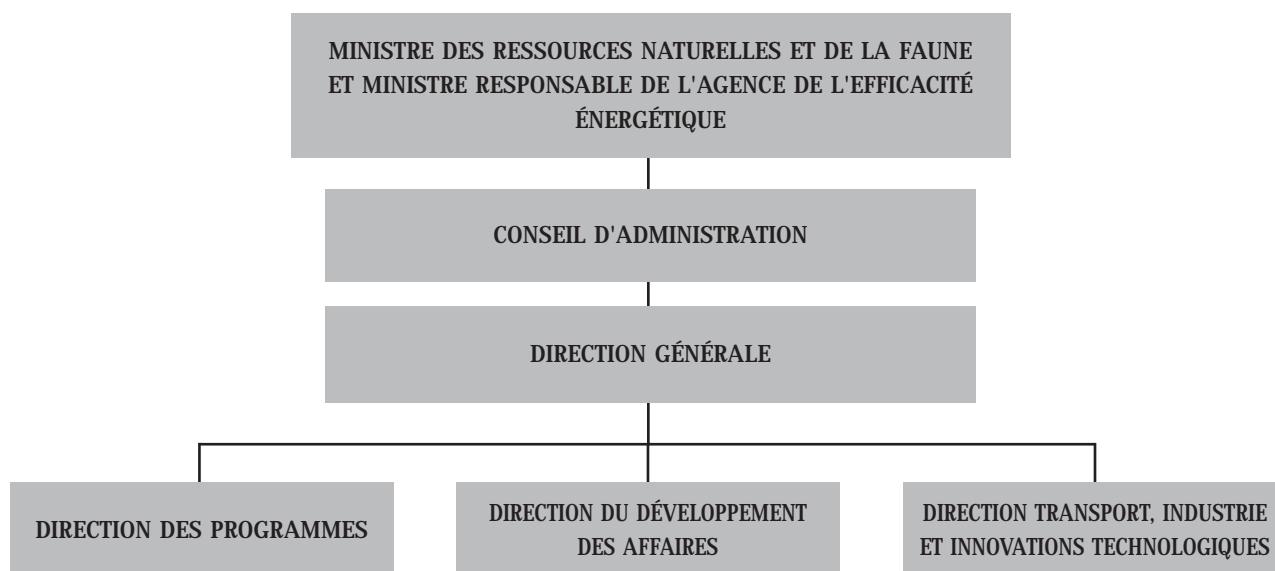 MINISTRE DES RESSOURCES NATURELLES ET DE LA FAUNE
ET MINISTRE RESPONSABLE DE L'AGENCE DE L'EFFICACITÉ
ÉNERGÉTIQUE
CONSEIL D'ADMINISTRATION
DIRECTION GÉNÉRALE
DIRECTION DES PROGRAMMES
DIRECTION DU DÉVELOPPEMENT
DES AFFAIRES
DIRECTION TRANSPORT, INDUSTRIE
ET INNOVATIONS TECHNOLOGIQUES